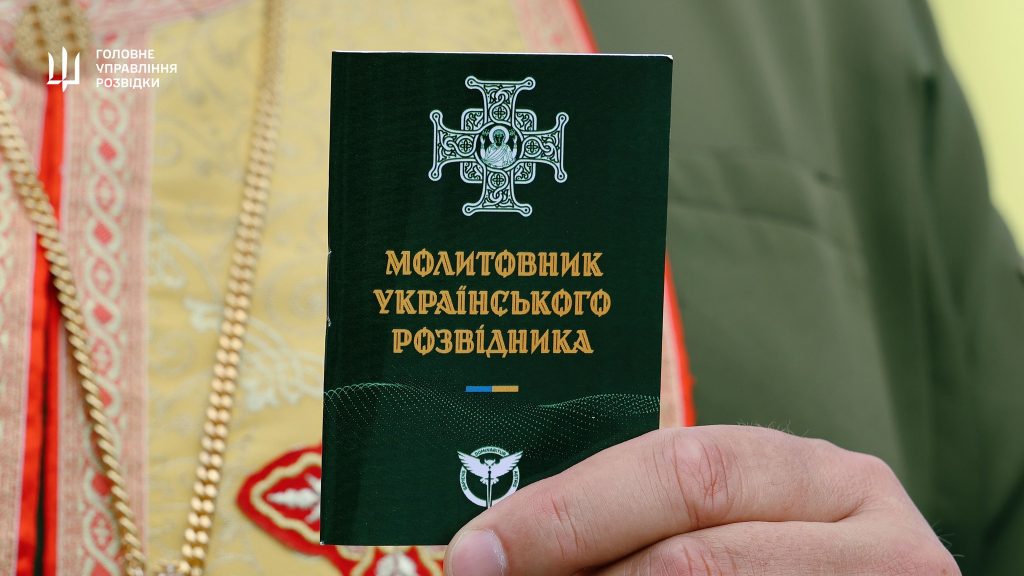 ГОЛОВНЕ
УПРАВЛІННЯ
РОЗВІДКИ
МОЛИТОВНИК
УКРАЇНСЬКОГО
РОЗВІДНИКА